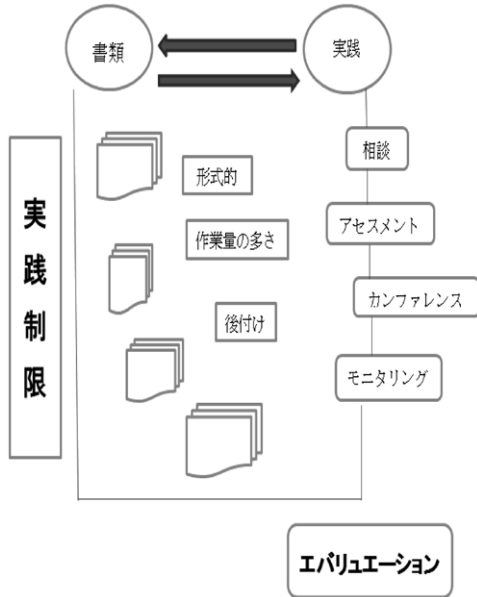 書類
実践
相談
形式的
アセスメント
作業量の多さ
カンファレンス
後付け
モニタリング
実践制限
エバリュエーション